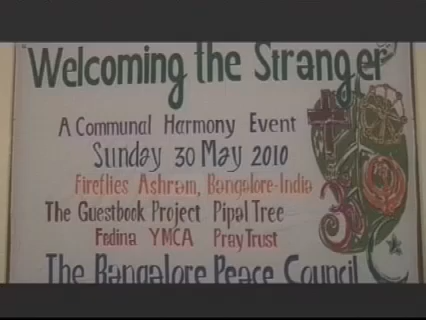 Welcoming the Stranger
A Communal Harmony Event
Sunday 30 May 2010
Fireflies Ashram, Bangalore-India
The Guestbook Project Pipal Tree
Fedina YMCA Pray Trust
The Bangalore Peace Council